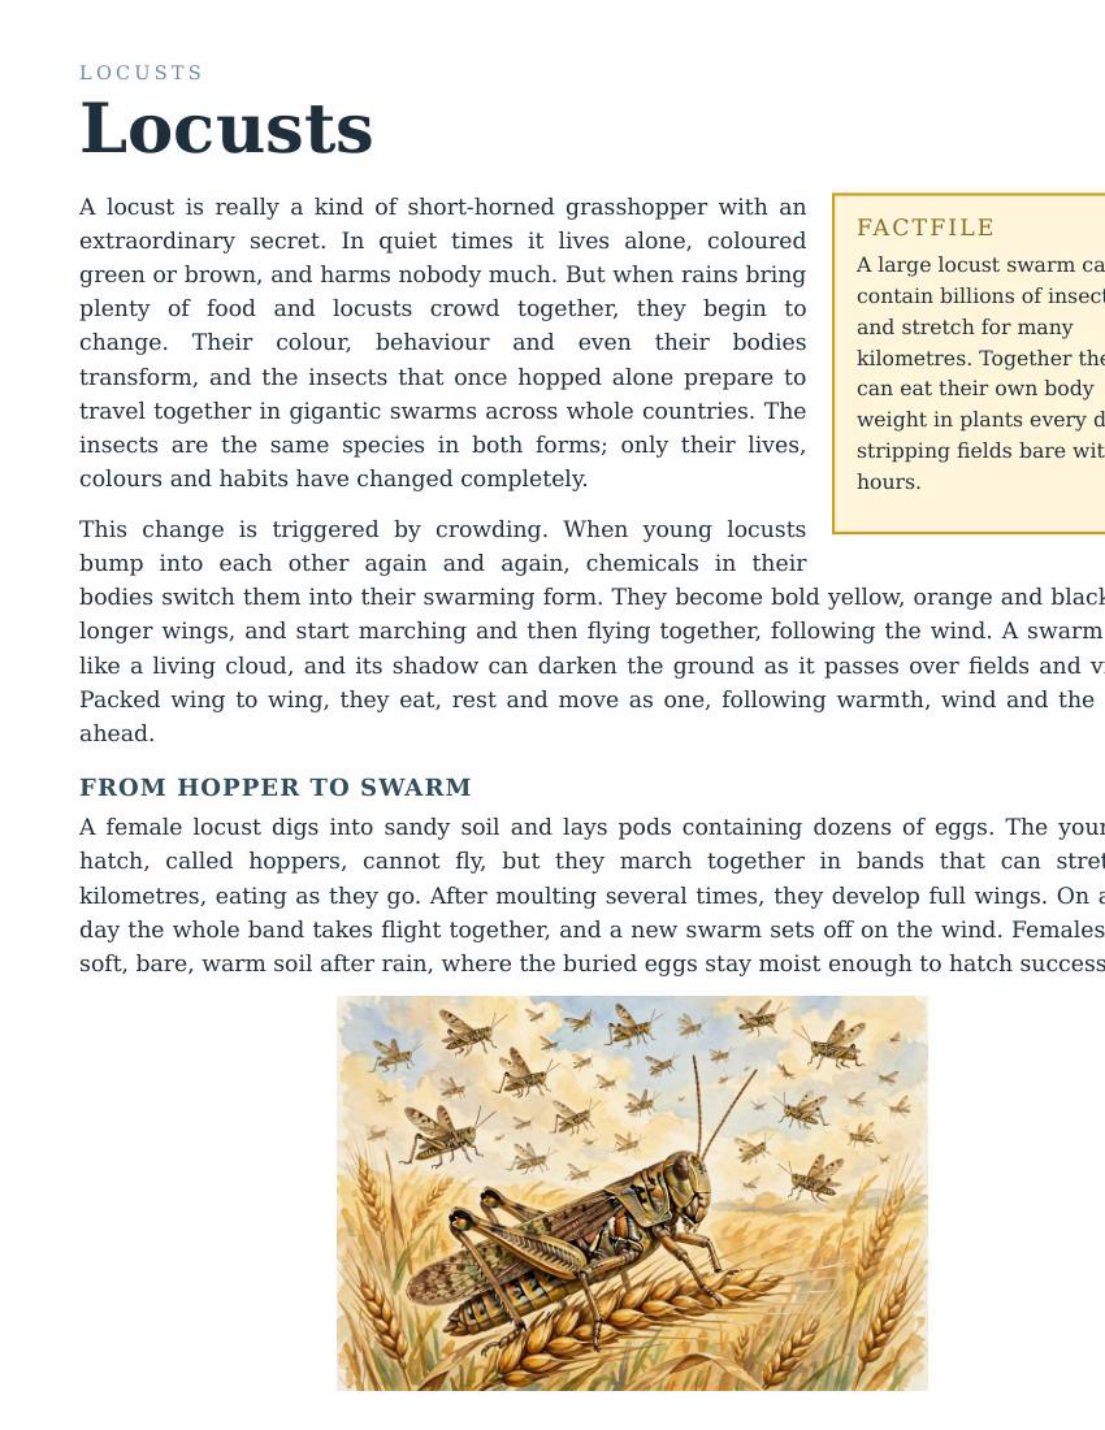 LOCUSTS
Locusts
A locust is really a kind of short-horned grasshopper with an
extraordinary secret. In quiet times it lives alone, coloured
green or brown, and harms nobody much. But when rains bring
plenty of food and locusts crowd together, they begin to
change. Their colour, behaviour and even their bodies
transform, and the insects that once hopped alone prepare to
travel together in gigantic swarms across whole countries. The
insects are the same species in both forms; only their lives,
colours and habits have changed completely.
FACTFILE
A large locust swarm
contain billions of
and stretch for many
kilometres. Together
can eat their own body
weight in plants every
stripping fields bare
hours.
This change is triggered by crowding. When young locusts
bump into each other again and again, chemicals in their
bodies switch them into their swarming form. They become bold yellow, orange and
longer wings, and start marching and then flying together, following the wind. A swarm
like a living cloud, and its shadow can darken the ground as it passes over fields and
Packed wing to wing, they eat, rest and move as one, following warmth, wind and the
ahead.
FROM HOPPER TO SWARM
A female locust digs into sandy soil and lays pods containing dozens of eggs. The
hatch, called hoppers, cannot fly, but they march together in bands that can
kilometres, eating as they go. After moulting several times, they develop full wings. On
day the whole band takes flight together, and a new swarm sets off on the wind. Females
soft, bare, warm soil after rain, where the buried eggs stay moist enough to hatch